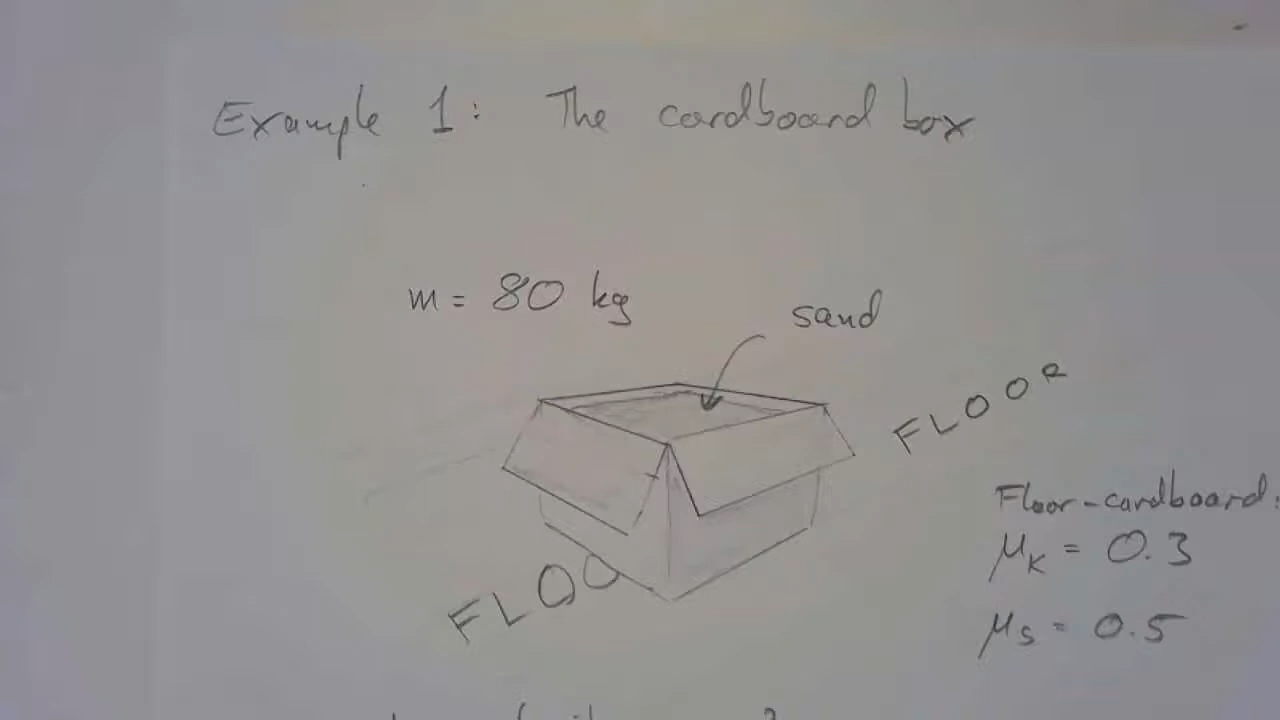 Example 1: The cardboard box
m = 80 kg
sand
FLOOR
Floor-cardboard:
μK = 0.3
FLOO
μs = 0.5